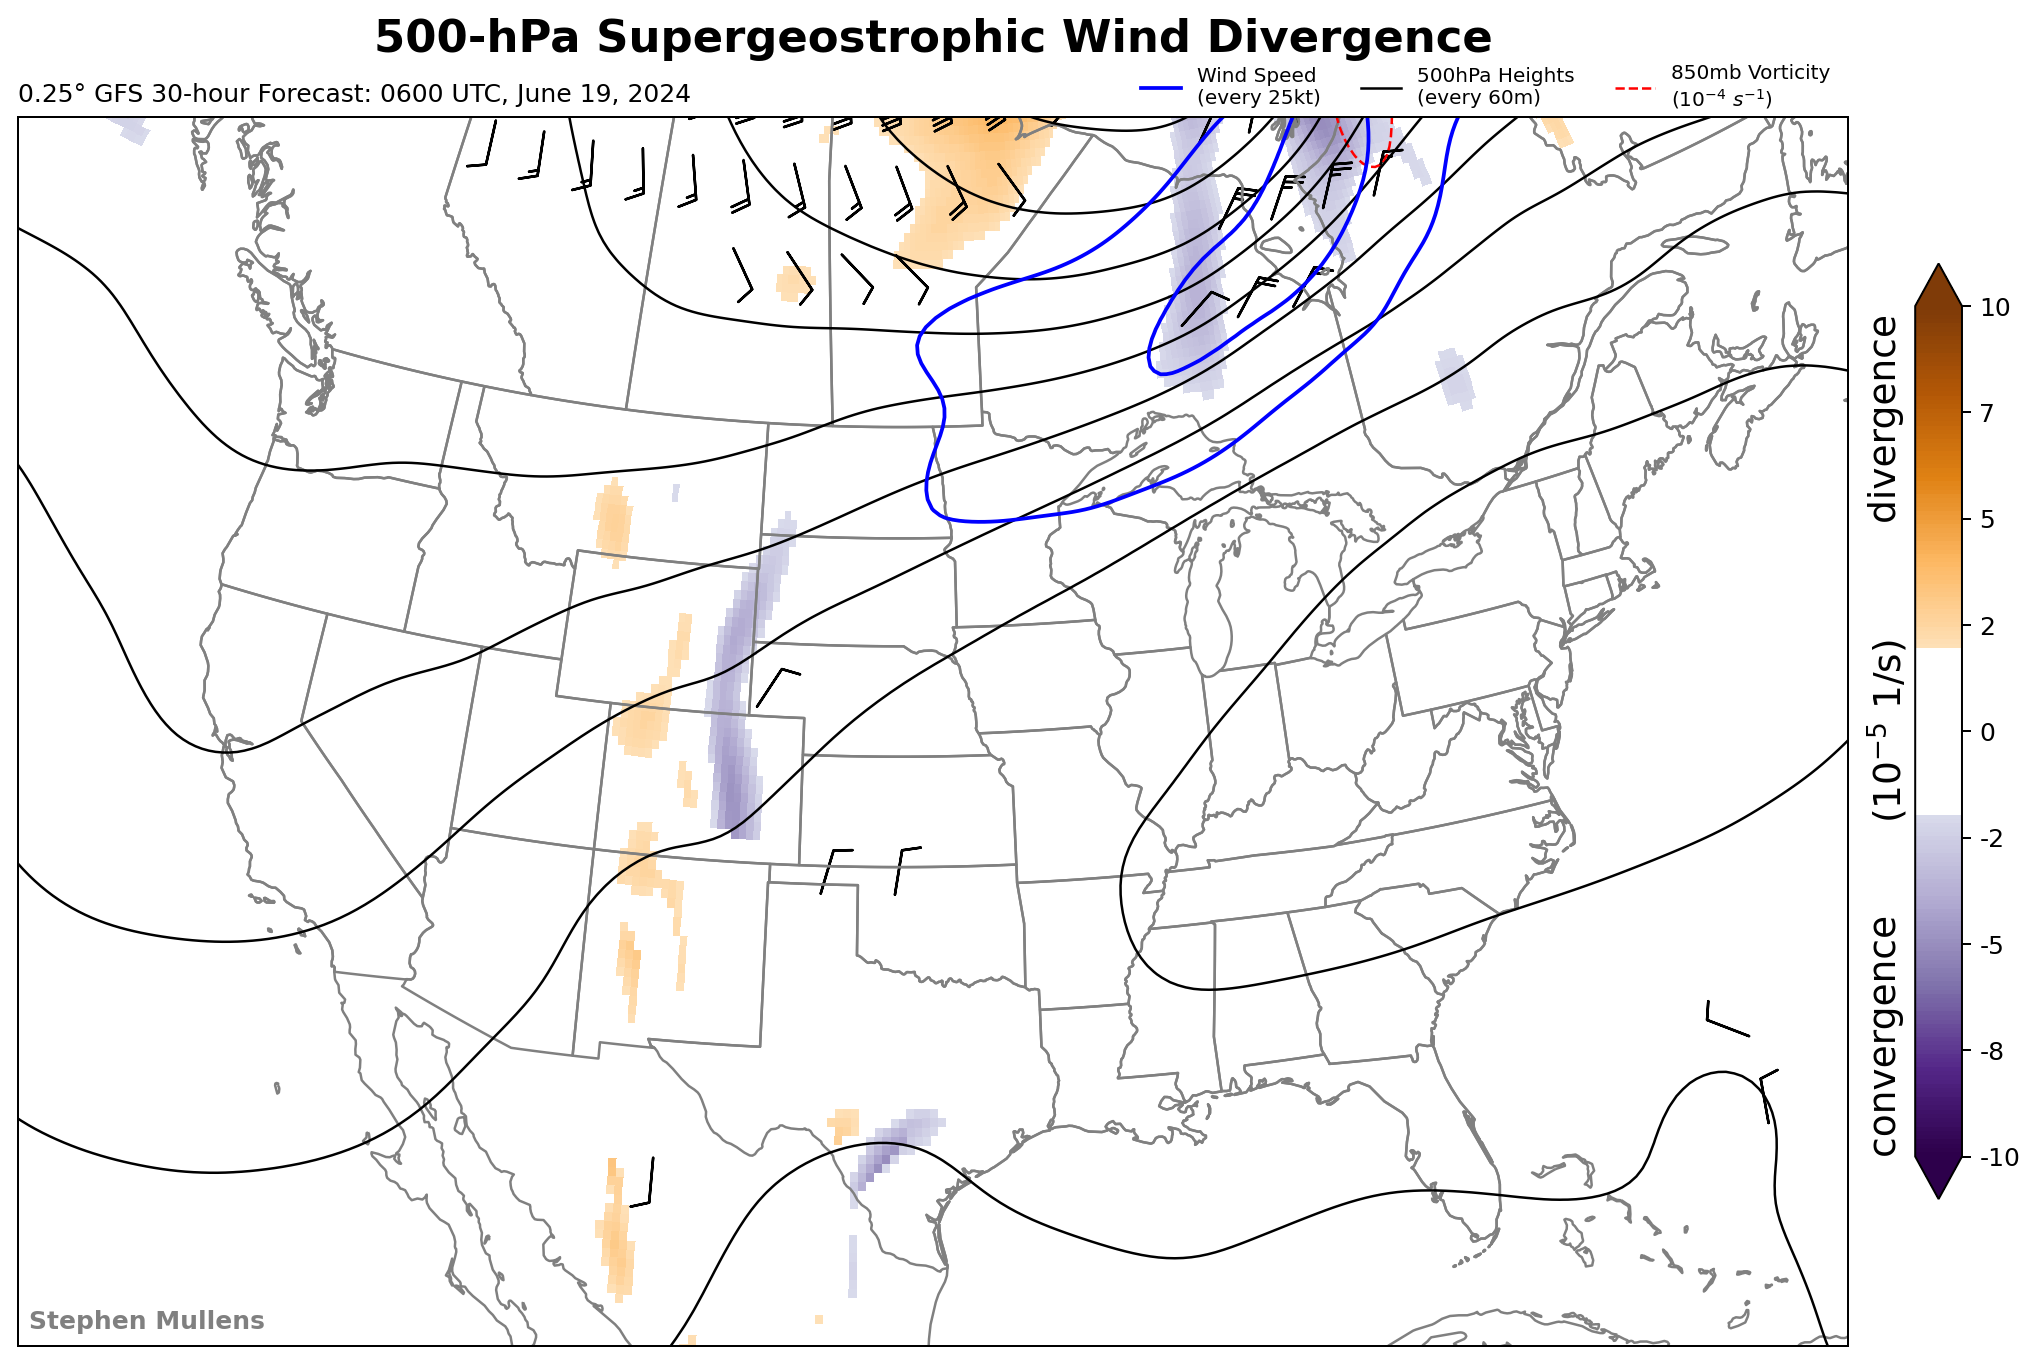 500-hPa Supergeostrophic Wind Divergence
0.25° GFS 30-hour Forecast: 0600 UTC, June 19, 2024
Wind Speed
(every 25kt)
500hPa Heights
(every 60m)
850mb Vorticity
(10⁻⁴ s⁻¹)
10
7
5
2
0
-2
-5
-8
-10
convergence (10⁻⁵ 1/s) divergence
Stephen Mullens